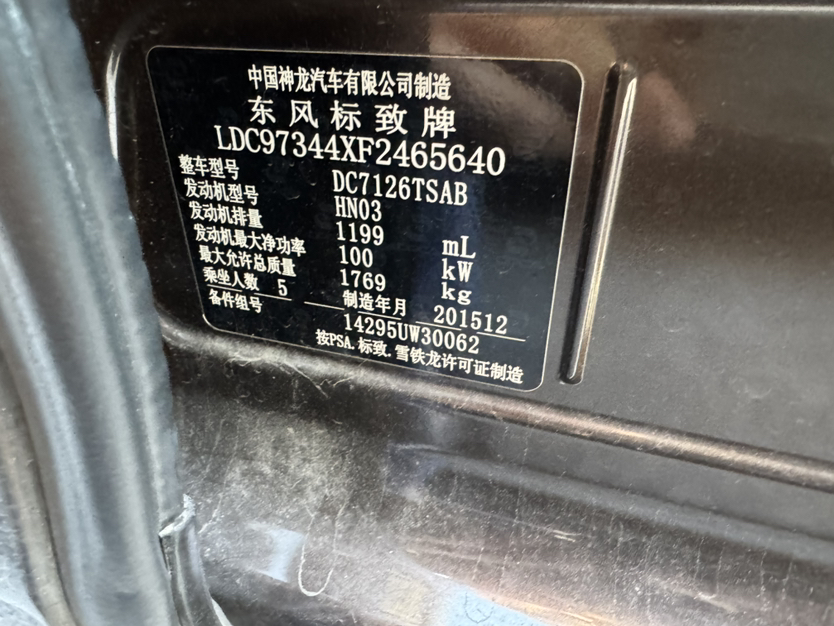 中国神龙汽车有限公司制造
东风标致牌
LDC97344XF2465640
整车型号 DC7126TSAB
发动机型号 HN03
发动机排量 1199 mL
发动机最大净功率 100 kW
最大允许总质量 1769 kg
乘坐人数 5 制造年月 201512
备件组号 14295UW30062
按PSA.标致.雪铁龙许可证制造